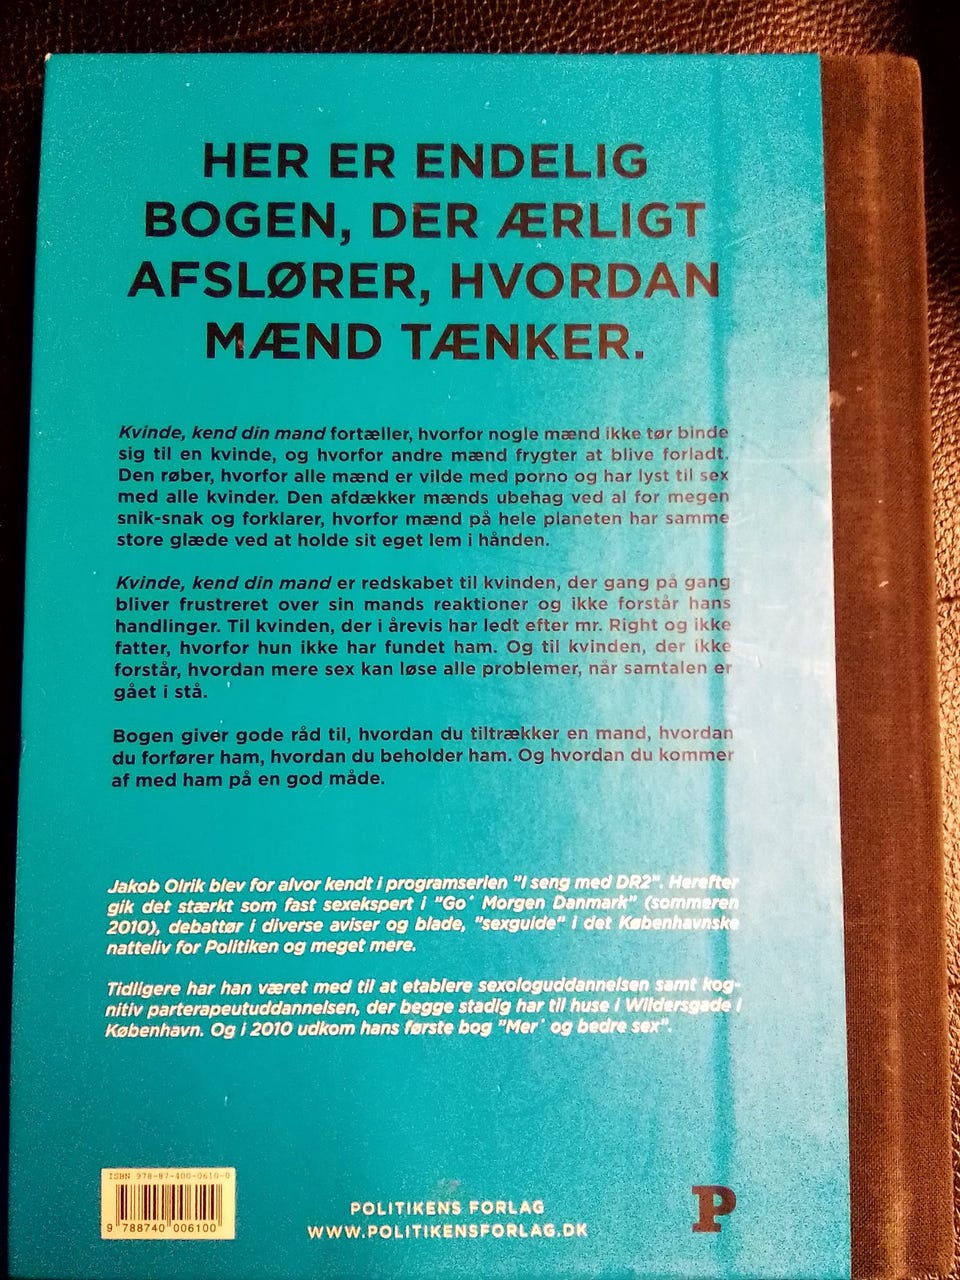 HER ER ENDELIG
BOGEN, DER ÆRLIGT
AFSLØRER, HVORDAN
MÆND TÆNKER.
Kvinde, kend din mand fortæller, hvorfor nogle mænd ikke tør binde
sig til en kvinde, og hvorfor andre mænd frygter at blive forladt.
Den røber, hvorfor alle mænd er vilde med porno og har lyst til sex
med alle kvinder. Den afdækker mænds ubehag ved al for megen
snik-snak og forklarer, hvorfor mænd på hele planeten har samme
store glæde ved at holde sit eget lem i hånden.
Kvinde, kend din mand er redskabet til kvinden, der gang på gang
bliver frustreret over sin mands reaktioner og ikke forstår hans
handlinger. Til kvinden, der i årevis har ledt efter mr. Right og ikke
fatter, hvorfor hun ikke har fundet ham. Og til kvinden, der ikke
forstår, hvordan mere sex kan løse alle problemer, når samtalen er
gået i stå.
Bogen giver gode råd til, hvordan du tiltrækker en mand, hvordan
du forfører ham, hvordan du beholder ham. Og hvordan du kommer
af med ham på en god måde.
Jakob Olrik blev for alvor kendt i programserien "I seng med DR2". Herefter
gik det stærkt som fast sexekspert i "Go´ Morgen Danmark" (sommeren
2010), debattør i diverse aviser og blade, "sexguide" i det Københavnske
natteliv for Politiken og meget mere.
Tidligere har han været med til at etablere sexologuddannelsen samt kog-
nitiv parterapeutuddannelsen, der begge stadig har til huse i Wildersgade i
København. Og i 2010 udkom hans første bog "Mer´ og bedre sex".
ISBN 978-87-400-0610-0
9 788740 006100
POLITIKENS FORLAG
WWW.POLITIKENSFORLAG.DK
P